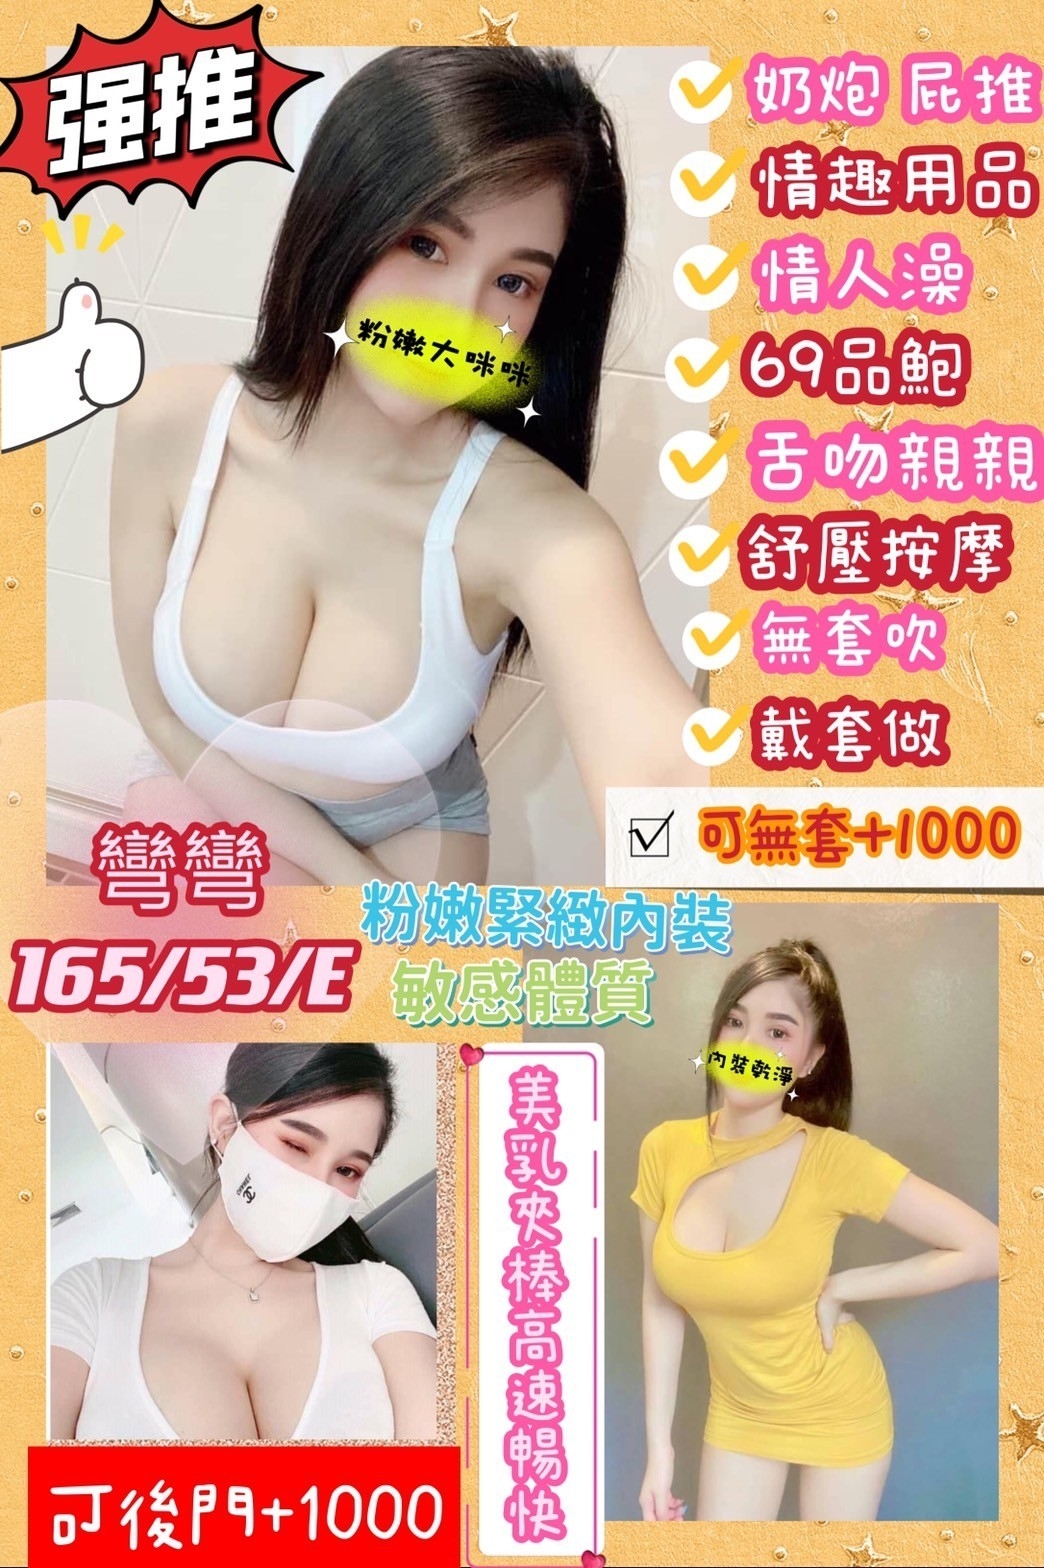 强推
奶炮 屁推
情趣用品
情人澡
69品鮑
舌吻親親
舒壓按摩
無套吹
戴套做
可無套+1000
粉嫩大咪咪
彎彎
165/53/E
粉嫩緊緻內裝
敏感體質
內裝乾淨
CHANEL
美乳夾棒高速暢快
可後門+1000